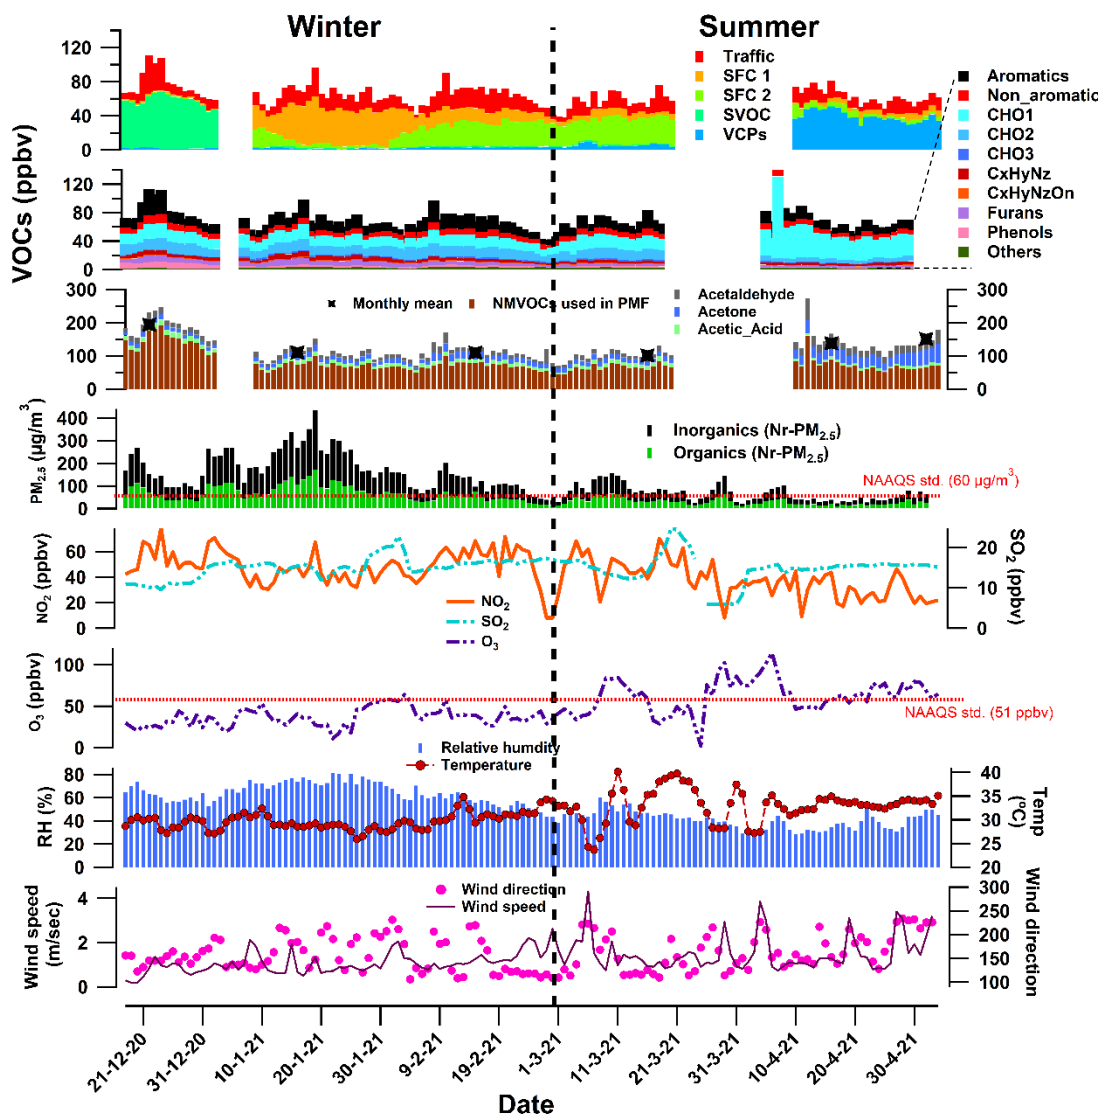 Winter
Summer
VOCs (ppbv)
120
80
40
0
Traffic
SFC 1
SFC 2
SVOC
VCPs
Aromatics
Non_aromatic
CHO1
CHO2
CHO3
CxHyNz
CxHyNzOn
Furans
Phenols
Others
120
80
40
0
300
200
100
0
Monthly mean
NMVOCs used in PMF
Acetaldehyde
Acetone
Acetic_Acid
300
200
100
0
PM2.5 (µg/m3)
400
300
200
100
0
Inorganics (Nr-PM2.5)
Organics (Nr-PM2.5)
NAAQS std. (60 µg/m3)
NO2 (ppbv)
60
40
20
0
NO2
SO2
O3
20
10
0
SO2 (ppbv)
O3 (ppbv)
100
50
0
NAAQS std. (51 ppbv)
RH (%)
80
60
40
20
0
Relative humdity
Temperature
40
35
30
25
20
Temp
(oC)
Wind speed
(m/sec)
4
2
0
Wind direction
Wind speed
300
250
200
150
100
Wind direction
21-12-20
31-12-20
10-1-21
20-1-21
30-1-21
9-2-21
19-2-21
1-3-21
11-3-21
21-3-21
31-3-21
10-4-21
20-4-21
30-4-21
Date